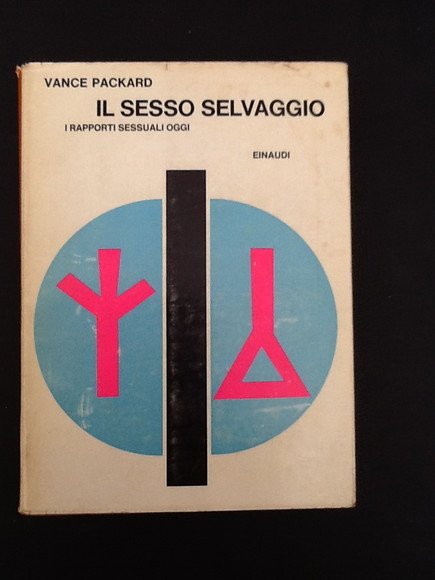 VANCE PACKARD
IL SESSO SELVAGGIO
I RAPPORTI SESSUALI OGGI
EINAUDI